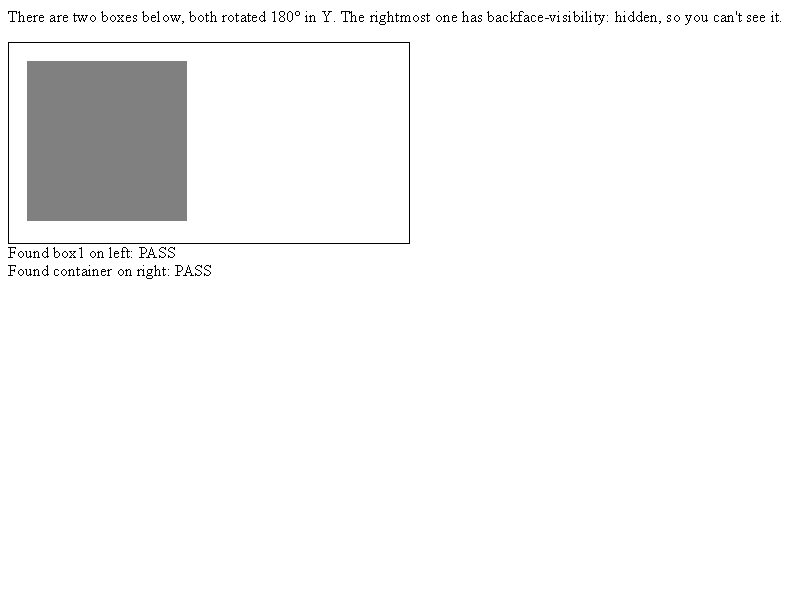 There are two boxes below, both rotated 180° in Y. The rightmost one has backface-visibility: hidden, so you can't see it.
Found box1 on left: PASS
Found container on right: PASS